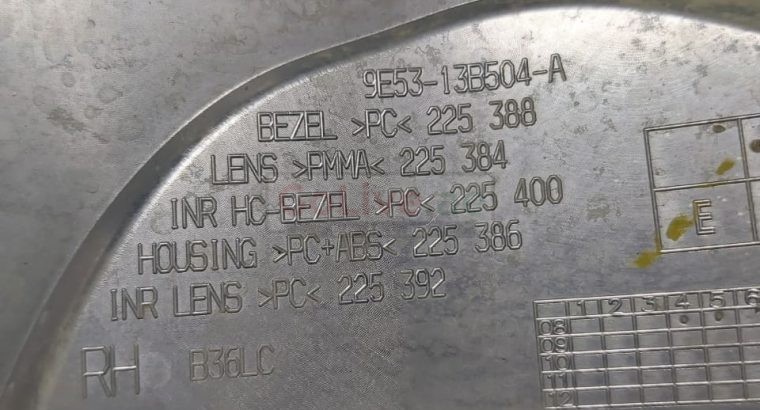 9E53-13B504-A
BEZEL >PC< 225 388
LENS >PMMA< 225 384
INR HC-BEZEL >PC< 225 400
HOUSING >PC+ABS< 225 386
INR LENS >PC< 225 392
RH B36LC
E
1 2 3 4 5 6
08
09
10
11
12